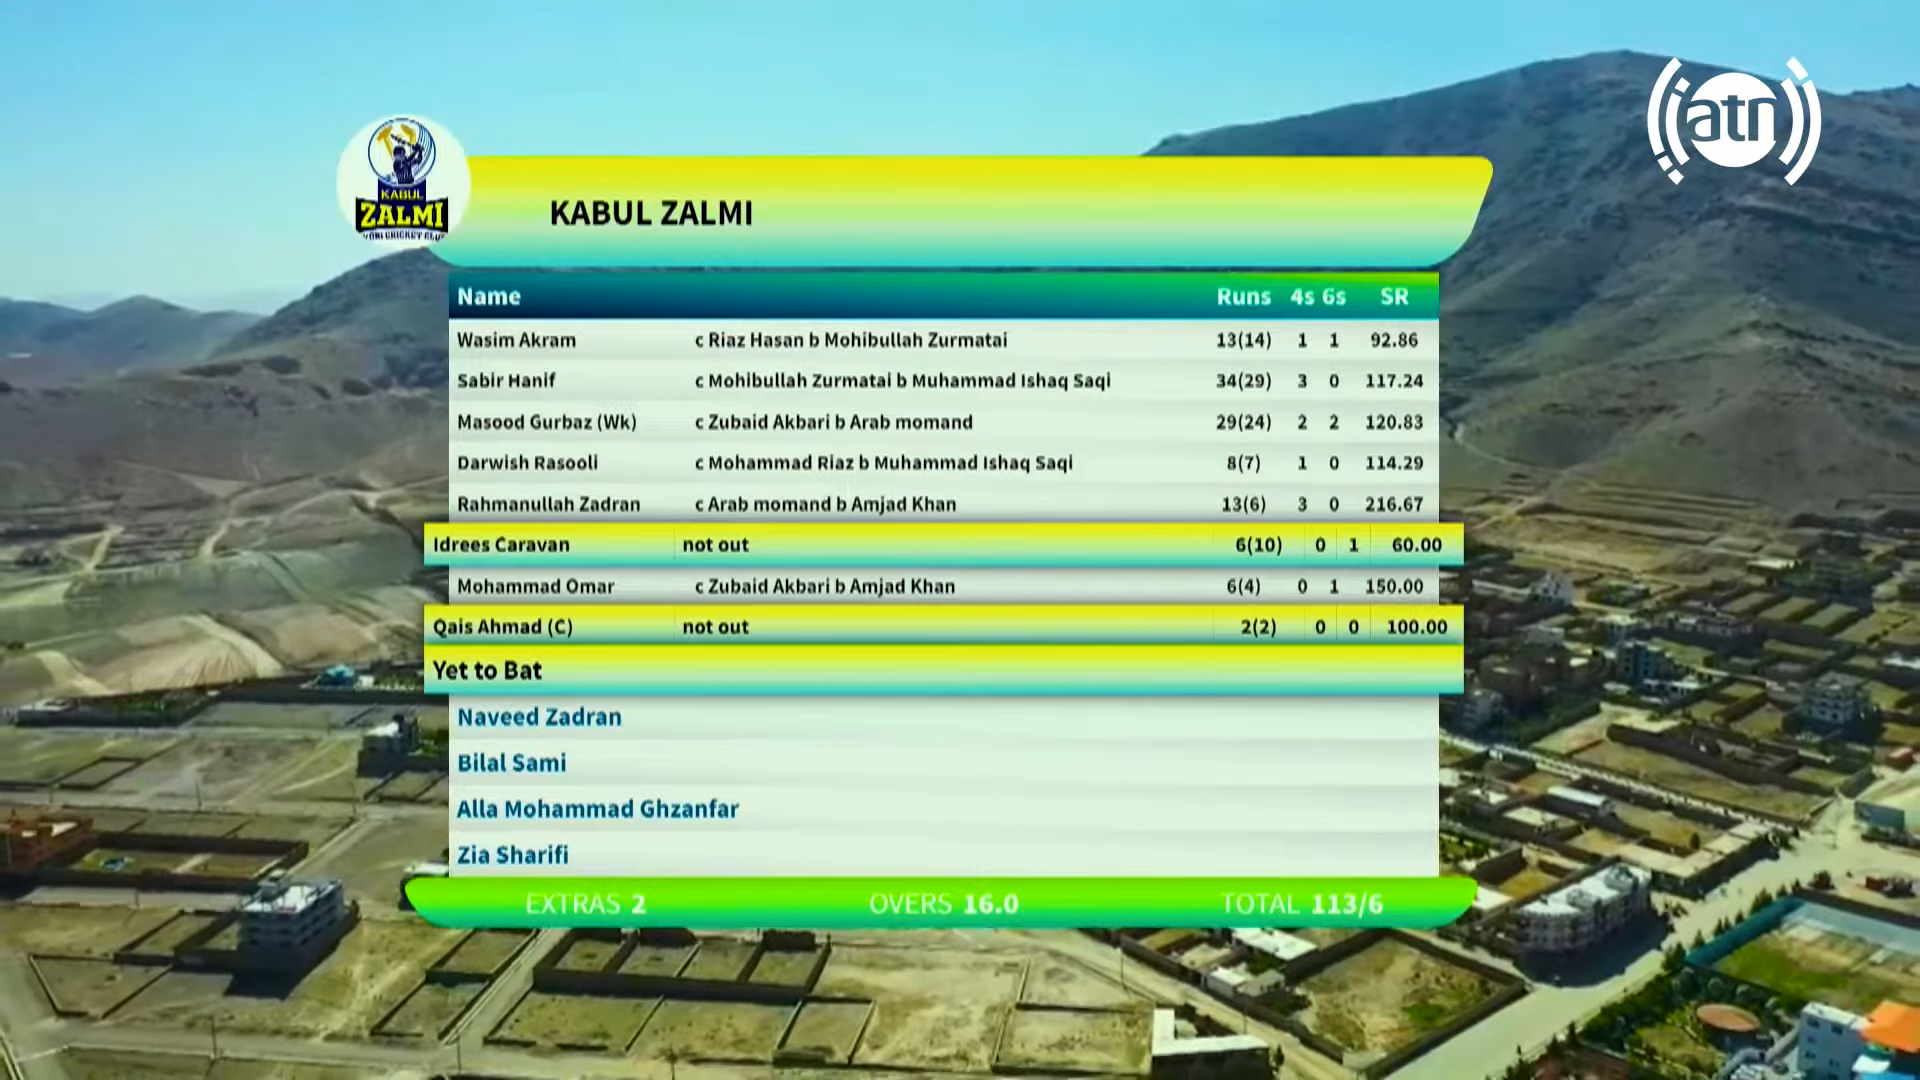 atn
KABUL
ZALMI
KABUL ZALMI
Name Runs 4s 6s SR
Wasim Akram c Riaz Hasan b Mohibullah Zurmatai 13(14) 1 1 92.86
Sabir Hanif c Mohibullah Zurmatai b Muhammad Ishaq Saqi 34(29) 3 0 117.24
Masood Gurbaz (Wk) c Zubaid Akbari b Arab momand 29(24) 2 2 120.83
Darwish Rasooli c Mohammad Riaz b Muhammad Ishaq Saqi 8(7) 1 0 114.29
Rahmanullah Zadran c Arab momand b Amjad Khan 13(6) 3 0 216.67
Idrees Caravan not out 6(10) 0 1 60.00
Mohammad Omar c Zubaid Akbari b Amjad Khan 6(4) 0 1 150.00
Qais Ahmad (C) not out 2(2) 0 0 100.00
Yet to Bat
Naveed Zadran
Bilal Sami
Alla Mohammad Ghzanfar
Zia Sharifi
EXTRAS 2 OVERS 16.0 TOTAL 113/6